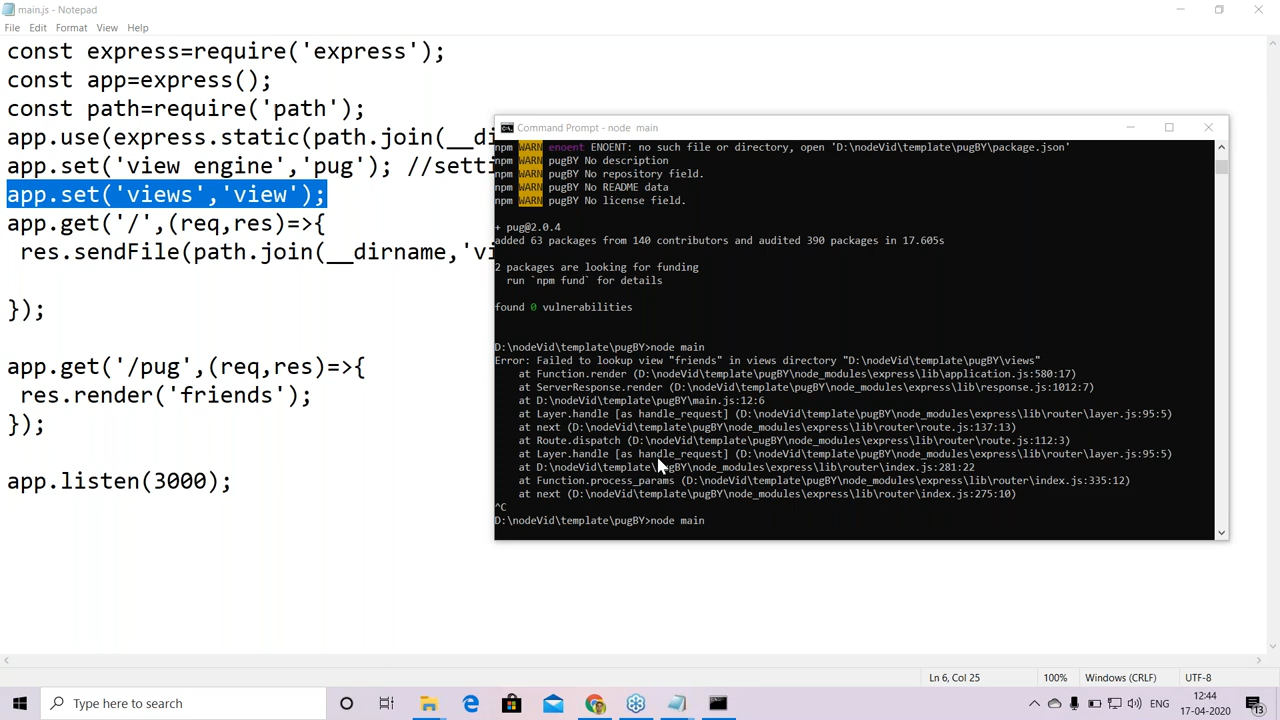 main.js - Notepad
File Edit Format View Help
const express=require('express');
const app=express();
const path=require('path');
app.use(express.static(path.join(__di
app.set('view engine','pug'); //setti
app.set('views','view');
app.get('/',(req,res)=>{
res.sendFile(path.join(__dirname,'vi
});
app.get('/pug',(req,res)=>{
res.render('friends');
});
app.listen(3000);
Command Prompt - node main
npm WARN enoent ENOENT: no such file or directory, open 'D:\nodeVid\template\pugBY\package.json'
npm WARN pugBY No description
npm WARN pugBY No repository field.
npm WARN pugBY No README data
npm WARN pugBY No license field.
+ pug@2.0.4
added 63 packages from 140 contributors and audited 390 packages in 17.605s
2 packages are looking for funding
run `npm fund` for details
found 0 vulnerabilities
D:\nodeVid\template\pugBY>node main
Error: Failed to lookup view "friends" in views directory "D:\nodeVid\template\pugBY\views"
at Function.render (D:\nodeVid\template\pugBY\node_modules\express\lib\application.js:580:17)
at ServerResponse.render (D:\nodeVid\template\pugBY\node_modules\express\lib\response.js:1012:7)
at D:\nodeVid\template\pugBY\main.js:12:6
at Layer.handle [as handle_request] (D:\nodeVid\template\pugBY\node_modules\express\lib\router\layer.js:95:5)
at next (D:\nodeVid\template\pugBY\node_modules\express\lib\router\route.js:137:13)
at Route.dispatch (D:\nodeVid\template\pugBY\node_modules\express\lib\router\route.js:112:3)
at Layer.handle [as handle_request] (D:\nodeVid\template\pugBY\node_modules\express\lib\router\layer.js:95:5)
at D:\nodeVid\template\pugBY\node_modules\express\lib\router\index.js:281:22
at Function.process_params (D:\nodeVid\template\pugBY\node_modules\express\lib\router\index.js:335:12)
at next (D:\nodeVid\template\pugBY\node_modules\express\lib\router\index.js:275:10)
^C
D:\nodeVid\template\pugBY>node main
Ln 6, Col 25 100% Windows (CRLF) UTF-8
Type here to search
ENG
12:44
17-04-2020
13